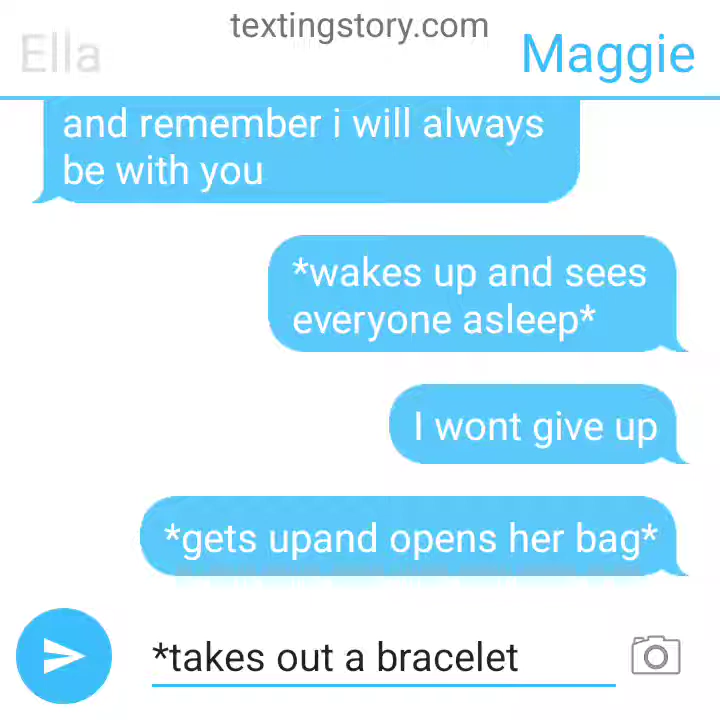 textingstory.com
Ella
Maggie
and remember i will always
be with you
*wakes up and sees
everyone asleep*
I wont give up
*gets upand opens her bag*
*takes out a bracelet